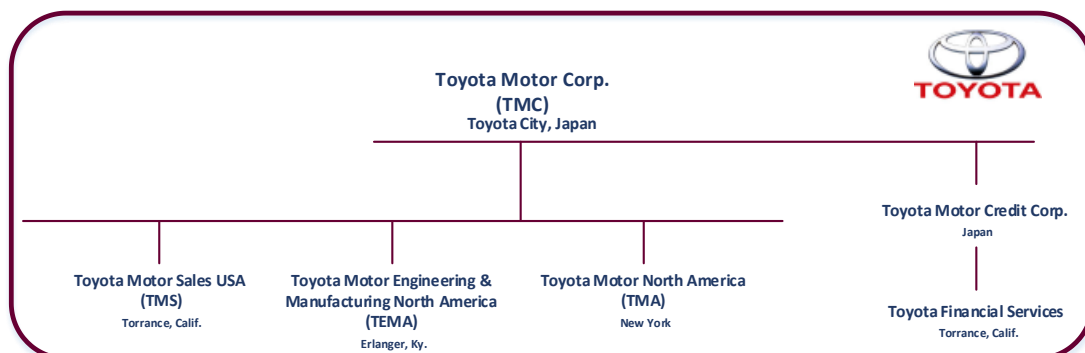 TOYOTA
Toyota Motor Corp.
(TMC)
Toyota City, Japan
Toyota Motor Credit Corp.
Japan
Toyota Motor Sales USA
(TMS)
Torrance, Calif.
Toyota Motor Engineering &
Manufacturing North America
(TEMA)
Erlanger, Ky.
Toyota Motor North America
(TMA)
New York
Toyota Financial Services
Torrance, Calif.